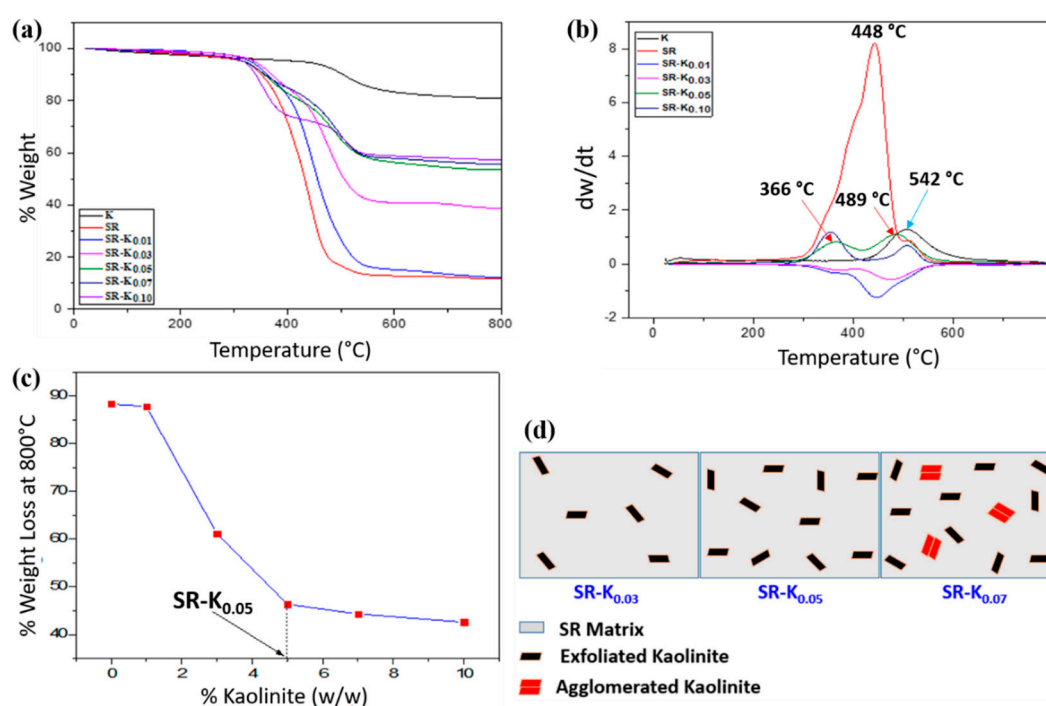 (a)
100
80
60
40
20
0
% Weight
K
SR
SR-K0.01
SR-K0.03
SR-K0.05
SR-K0.07
SR-K0.10
0 200 400 600 800
Temperature (°C)
(b)
448 °C
K
SR
SR-K0.01
SR-K0.03
SR-K0.05
SR-K0.10
8
6
4
2
0
-2
dw/dt
366 °C
489 °C
542 °C
0 200 400 600
Temperature (°C)
(c)
90
80
70
60
50
40
% Weight Loss at 800°C
SR-K0.05
0 2 4 6 8 10
% Kaolinite (w/w)
(d)
SR-K0.03 SR-K0.05 SR-K0.07
SR Matrix
Exfoliated Kaolinite
Agglomerated Kaolinite